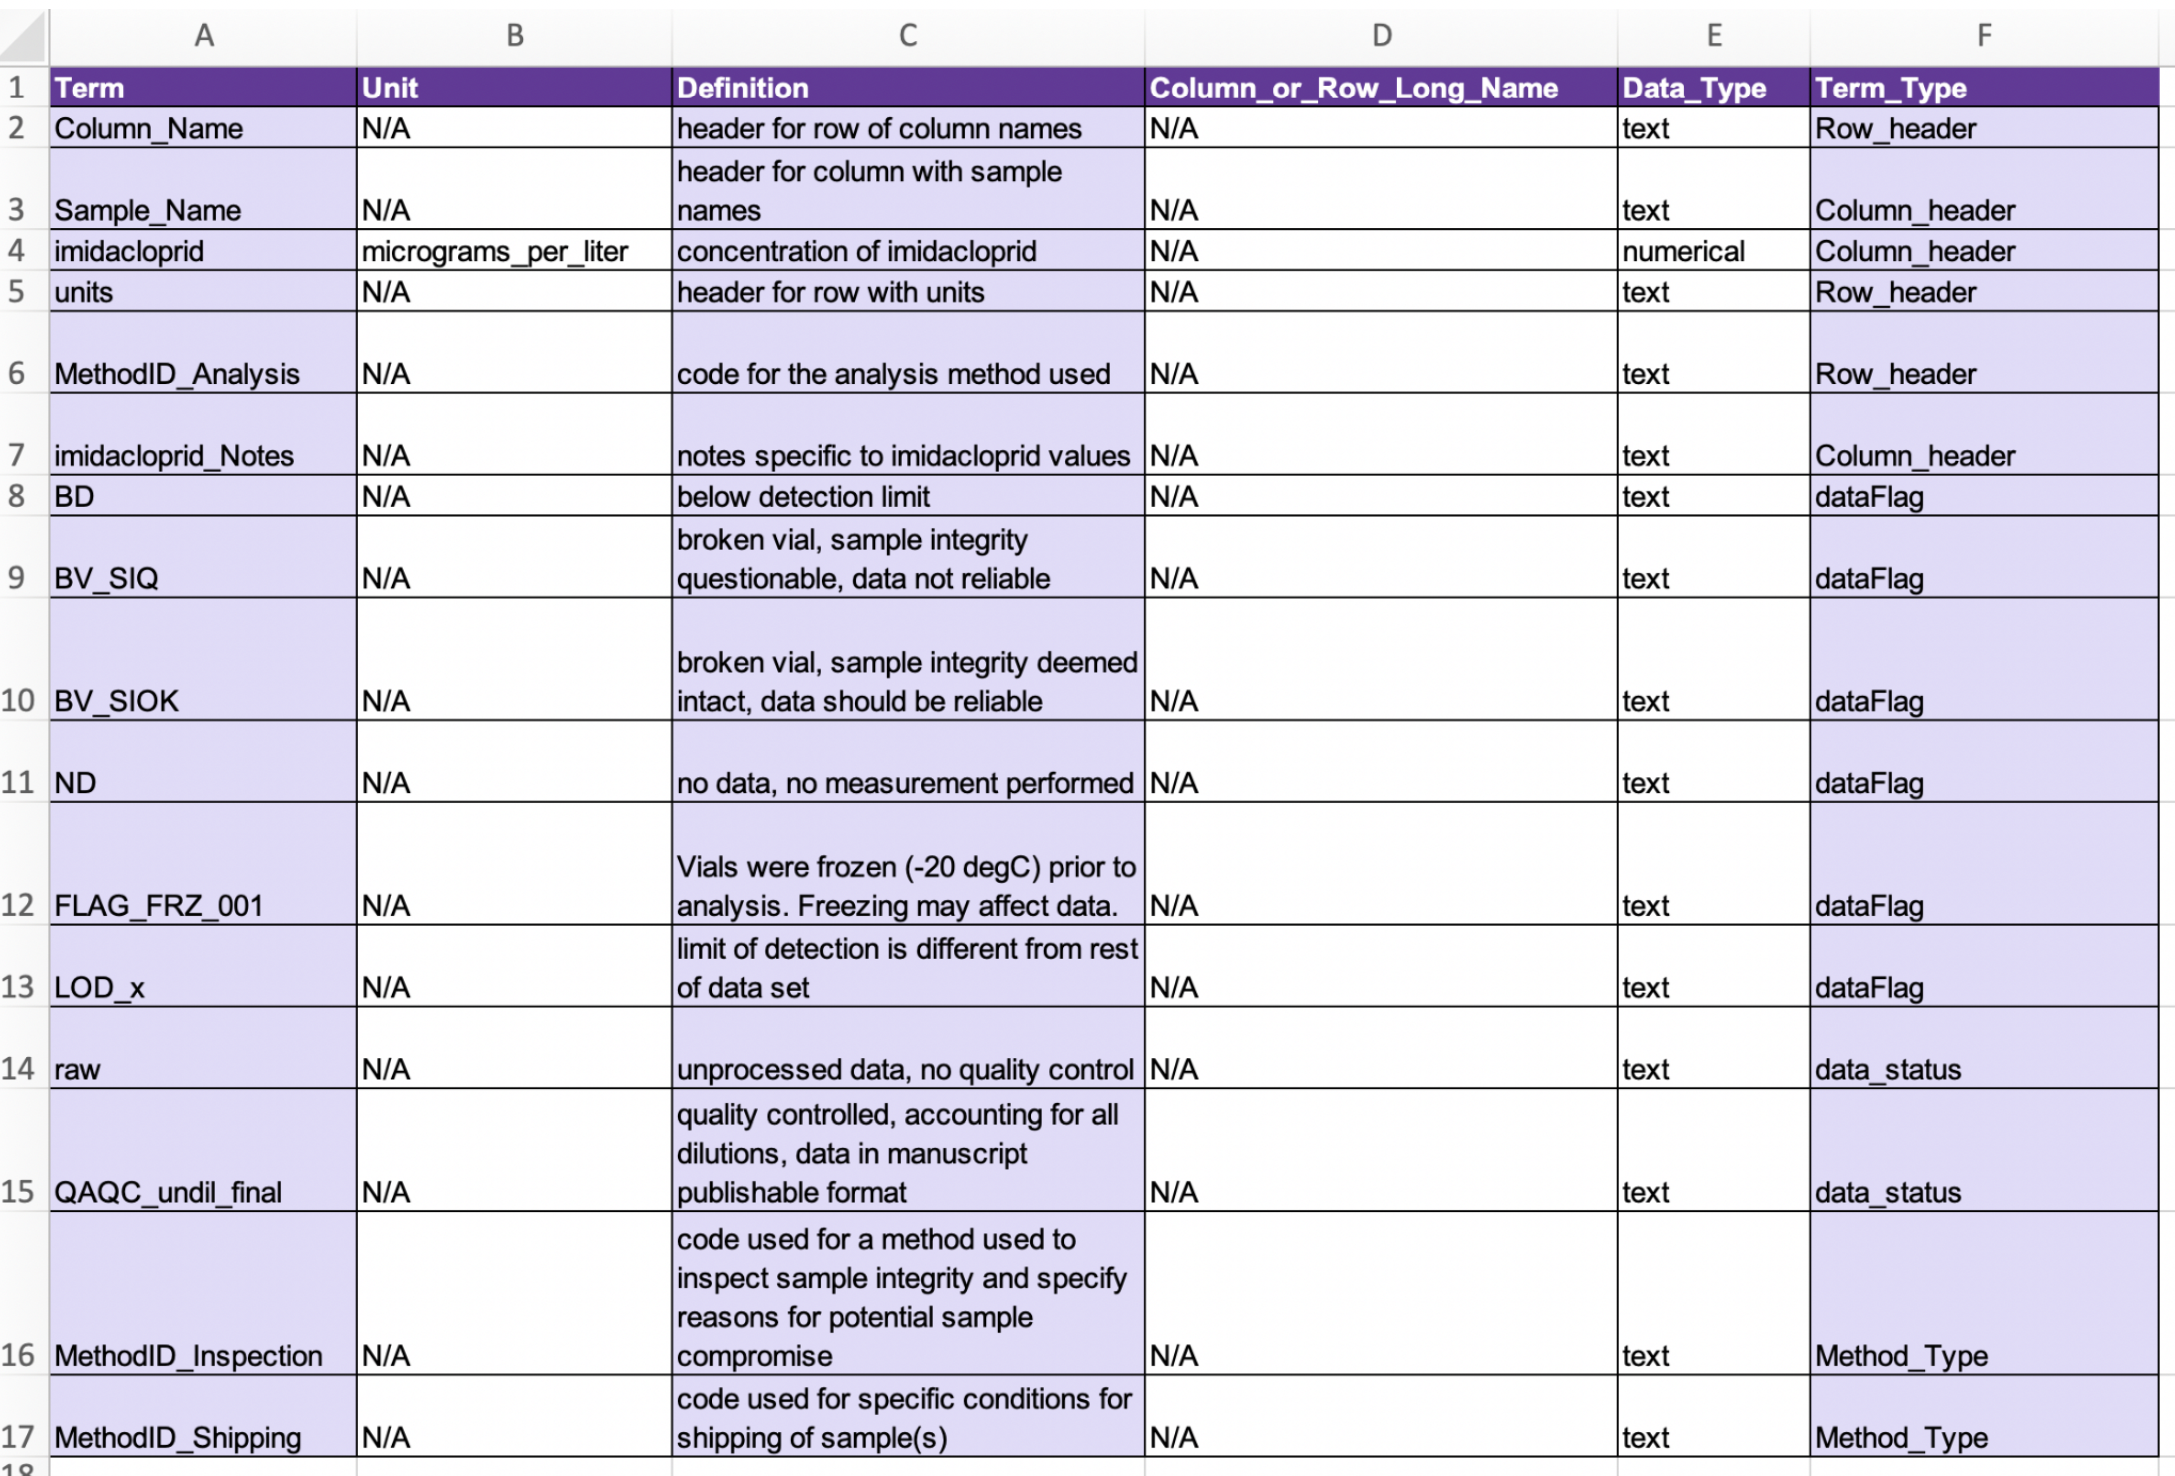 A B C D E F
1 Term Unit Definition Column_or_Row_Long_Name Data_Type Term_Type
2 Column_Name N/A header for row of column names N/A text Row_header
header for column with sample
3 Sample_Name N/A names N/A text Column_header
4 imidacloprid micrograms_per_liter concentration of imidacloprid N/A numerical Column_header
5 units N/A header for row with units N/A text Row_header
6 MethodID_Analysis N/A code for the analysis method used N/A text Row_header
7 imidacloprid_Notes N/A notes specific to imidacloprid values N/A text Column_header
8 BD N/A below detection limit N/A text dataFlag
broken vial, sample integrity
9 BV_SIQ N/A questionable, data not reliable N/A text dataFlag
broken vial, sample integrity deemed
10 BV_SIOK N/A intact, data should be reliable N/A text dataFlag
11 ND N/A no data, no measurement performed N/A text dataFlag
Vials were frozen (-20 degC) prior to
12 FLAG_FRZ_001 N/A analysis. Freezing may affect data. N/A text dataFlag
limit of detection is different from rest
13 LOD_x N/A of data set N/A text dataFlag
14 raw N/A unprocessed data, no quality control N/A text data_status
quality controlled, accounting for all
dilutions, data in manuscript
15 QAQC_undil_final N/A publishable format N/A text data_status
code used for a method used to
inspect sample integrity and specify
reasons for potential sample
16 MethodID_Inspection N/A compromise N/A text Method_Type
code used for specific conditions for
17 MethodID_Shipping N/A shipping of sample(s) N/A text Method_Type
18